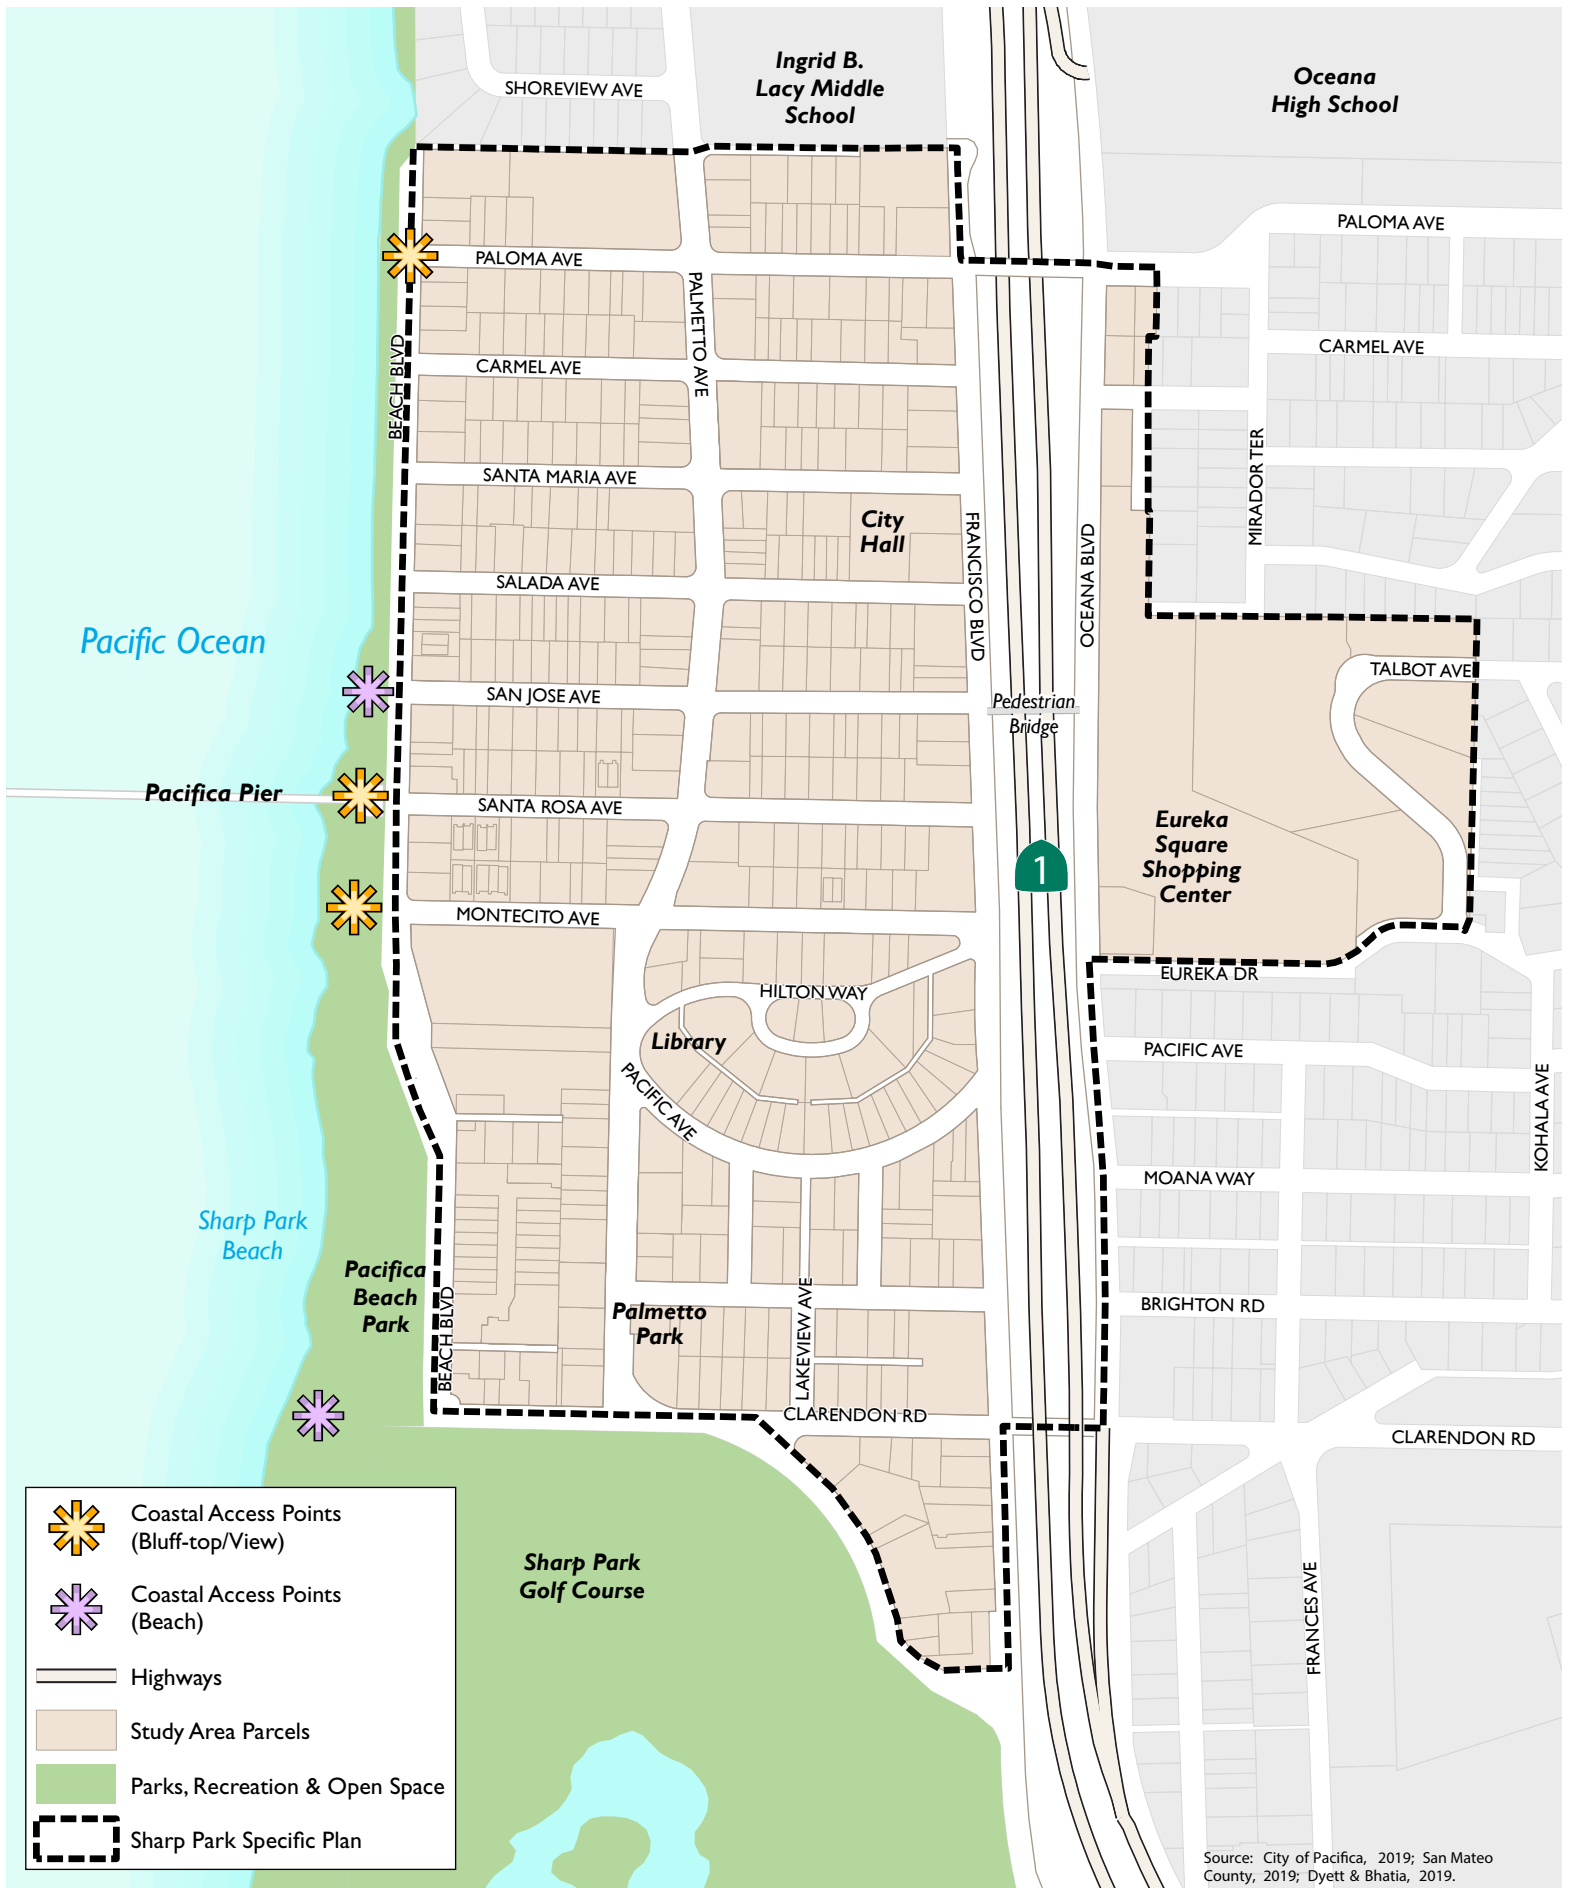 Ingrid B.
Lacy Middle
School
Oceana
High School
SHOREVIEW AVE
PALOMA AVE
PALOMA AVE
PALMETTO AVE
BEACH BLVD
CARMEL AVE
CARMEL AVE
SANTA MARIA AVE
MIRADOR TER
City
Hall
FRANCISCO BLVD
OCEANA BLVD
SALADA AVE
Pacific Ocean
TALBOT AVE
SAN JOSE AVE
Pedestrian
Bridge
Pacifica Pier
SANTA ROSA AVE
Eureka
Square
Shopping
Center
1
MONTECITO AVE
EUREKA DR
HILTON WAY
Library
PACIFIC AVE
PACIFIC AVE
KOHALA AVE
MOANA WAY
Sharp Park
Beach
Pacifica
Beach
Park
BEACH BLVD
Palmetto
Park
LAKEVIEW AVE
BRIGHTON RD
CLARENDON RD
CLARENDON RD
FRANCES AVE
Sharp Park
Golf Course
Coastal Access Points
(Bluff-top/View)
Coastal Access Points
(Beach)
Highways
Study Area Parcels
Parks, Recreation & Open Space
Sharp Park Specific Plan
Source: City of Pacifica, 2019; San Mateo
County, 2019; Dyett & Bhatia, 2019.